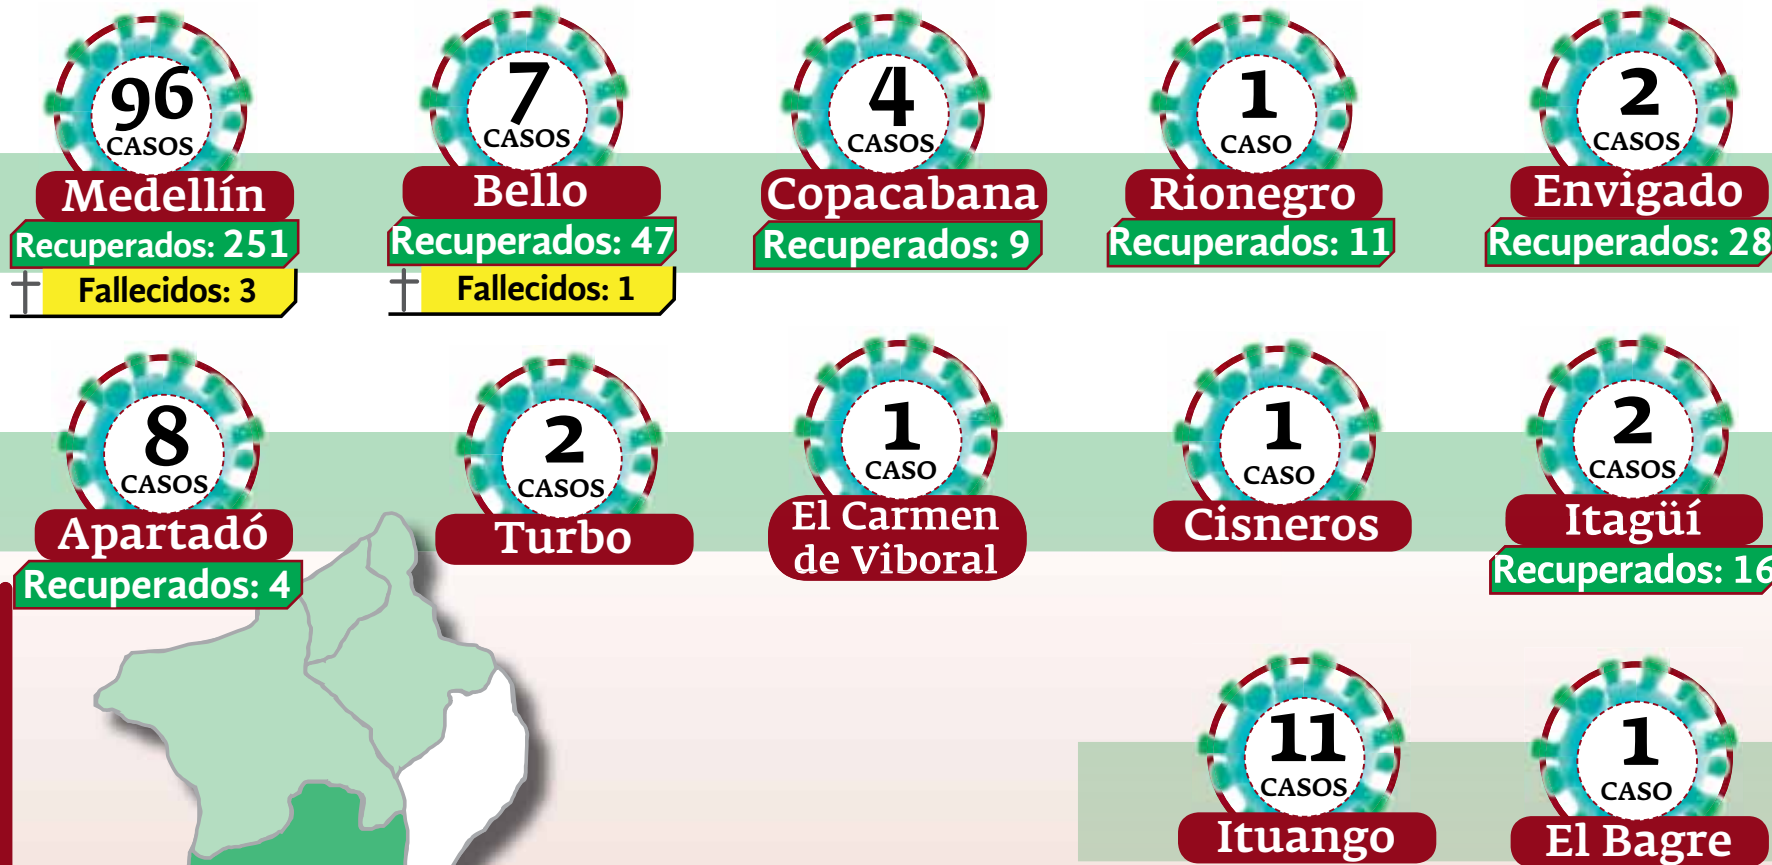 96
CASOS
Medellín
Recuperados: 251
Fallecidos: 3
7
CASOS
Bello
Recuperados: 47
Fallecidos: 1
4
CASOS
Copacabana
Recuperados: 9
1
CASO
Rionegro
Recuperados: 11
2
CASOS
Envigado
Recuperados: 28
8
CASOS
Apartadó
Recuperados: 4
2
CASOS
Turbo
1
CASO
El Carmen
de Viboral
1
CASO
Cisneros
2
CASOS
Itagüí
Recuperados: 16
11
CASOS
Ituango
1
CASO
El Bagre